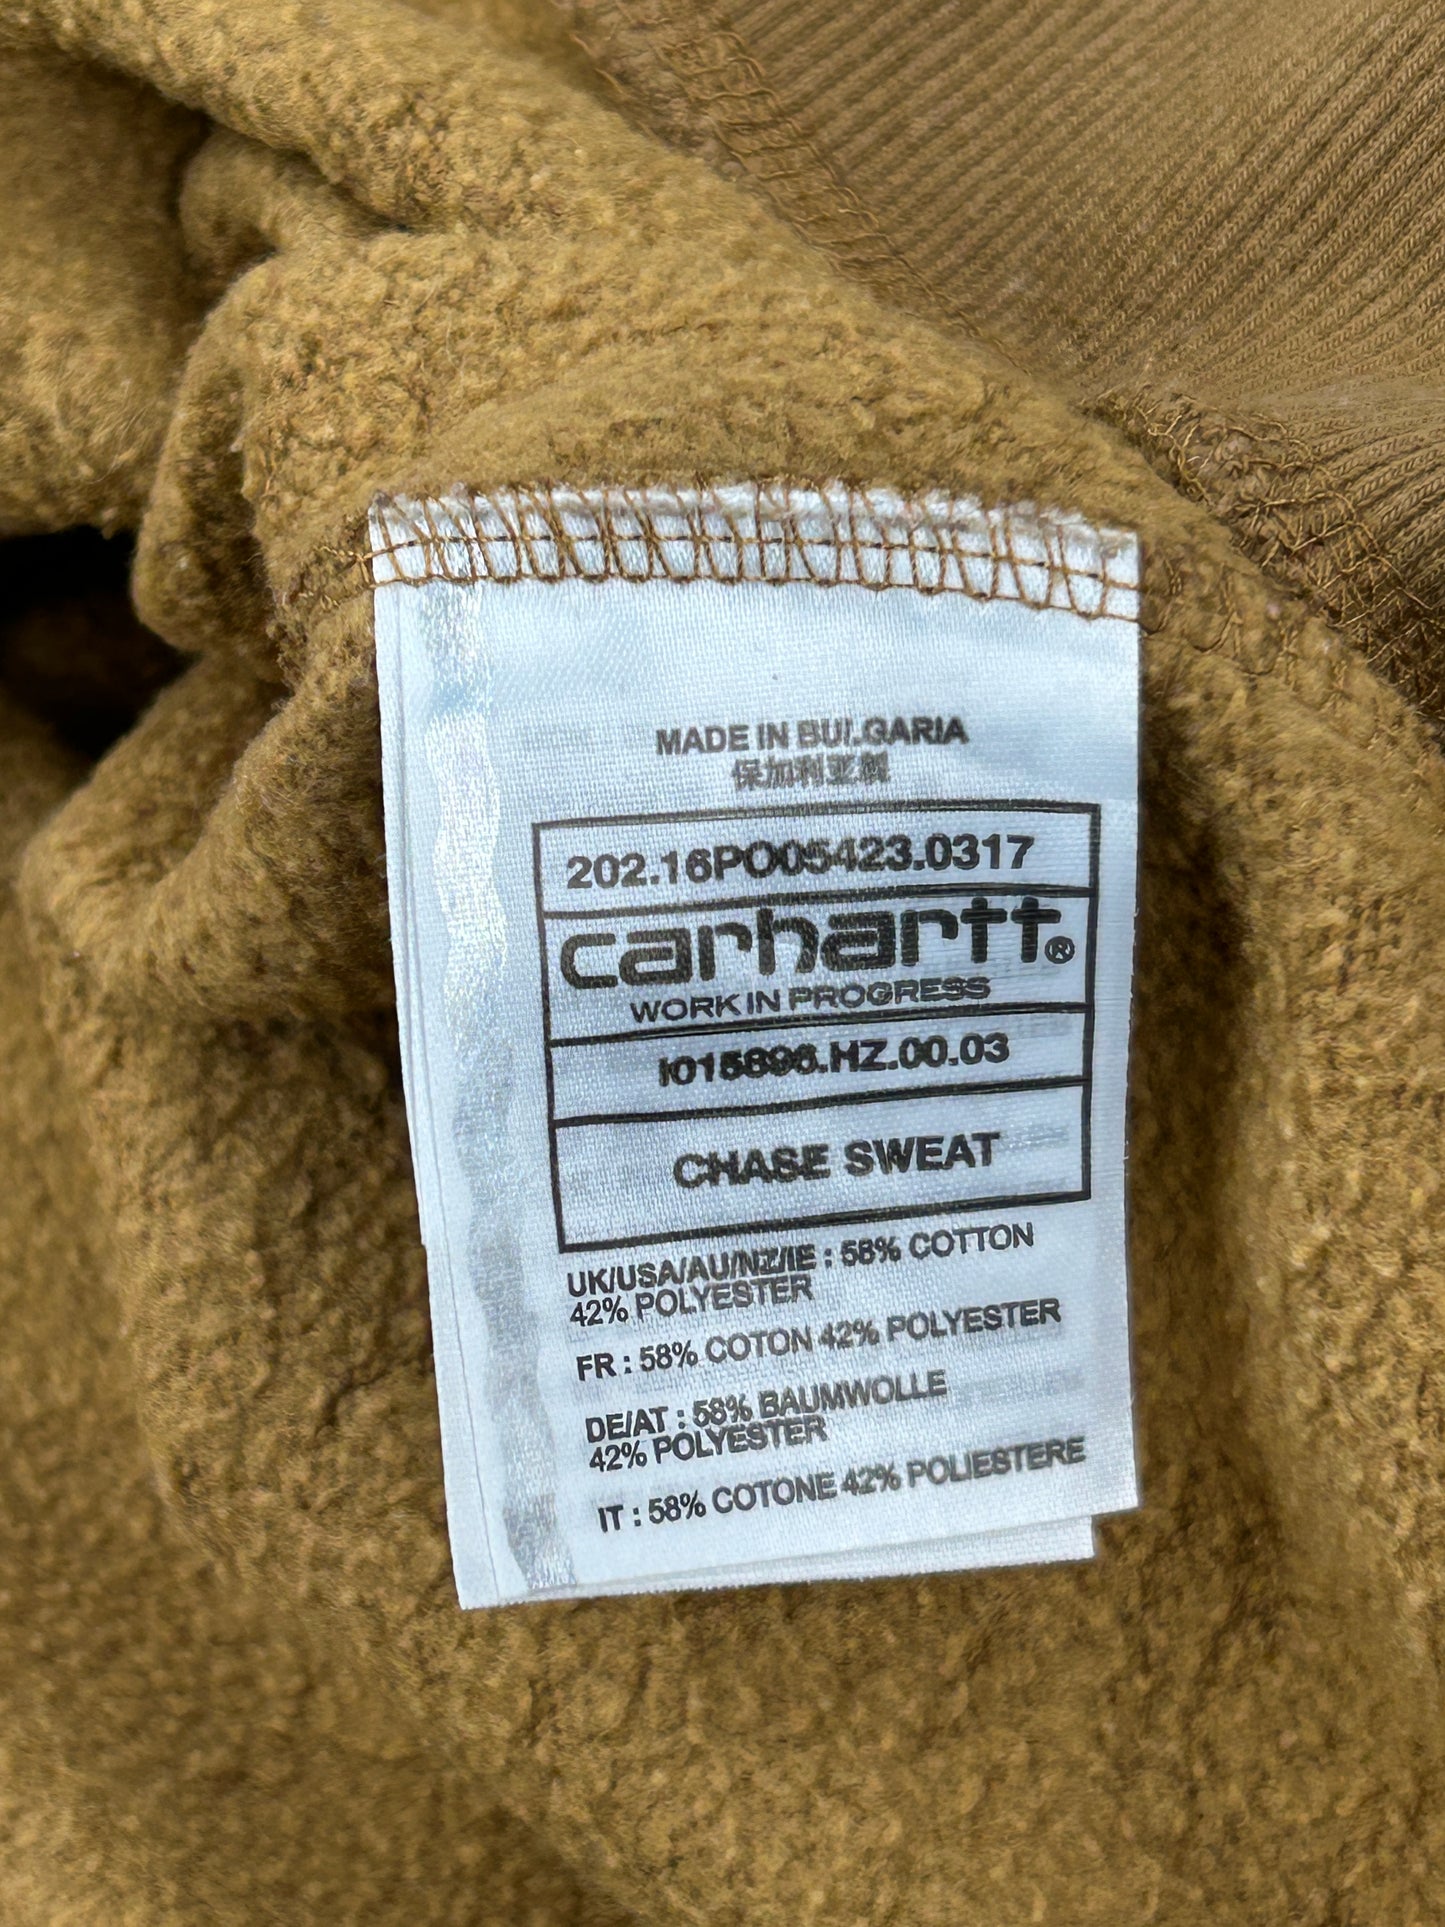 MADE IN BULGARIA
保加利亚製
202.16PO05423.0317
carhartt®
WORK IN PROGRESS
I015896.HZ.00.03
CHASE SWEAT
UK/USA/AU/NZ/IE : 58% COTTON
42% POLYESTER
FR : 58% COTON 42% POLYESTER
DE/AT : 58% BAUMWOLLE
42% POLYESTER
IT : 58% COTONE 42% POLIESTERE